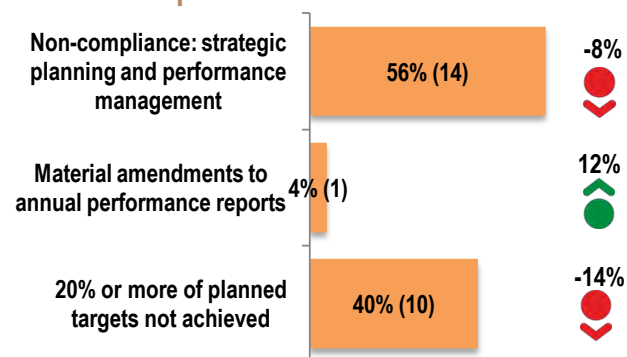 Non-compliance: strategic
planning and performance
management
56% (14)
-8%
Material amendments to
annual performance reports
4% (1)
12%
20% or more of planned
targets not achieved
40% (10)
-14%